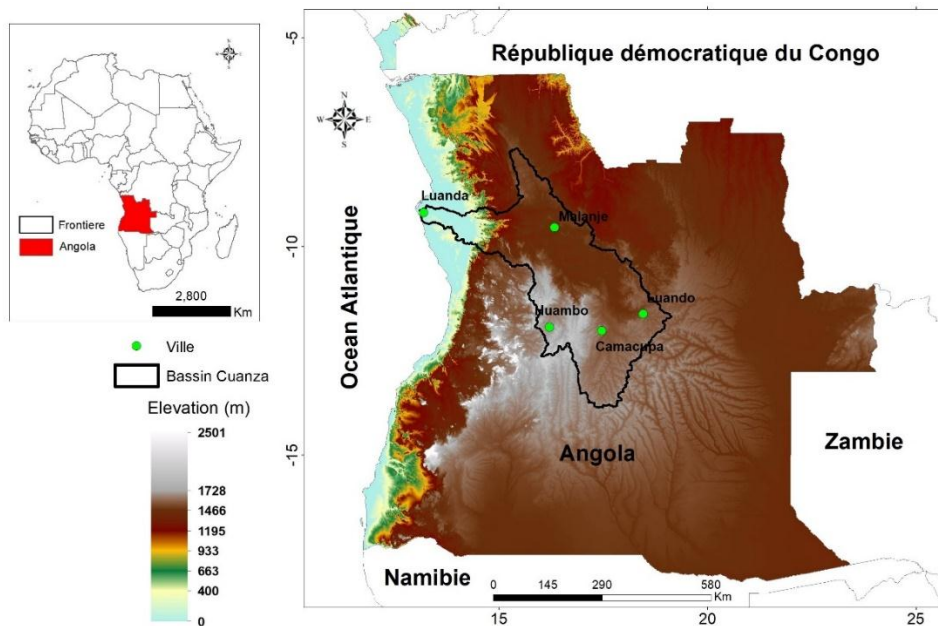 Frontiere
Angola
2,800
Km
Ville
Bassin Cuanza
Elevation (m)
2501
1728
1466
1195
933
663
400
0
-5
-10
-15
Ocean Atlantique
N
W
E
S
République démocratique du Congo
Luanda
Malanje
Luando
Huambo
Camacupa
Angola
Zambie
Namibie
0 145 290 580
Km
15 20 25